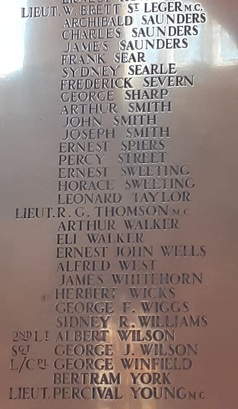 LIEUT. W. BRETT ST LEGER M.C.
ARCHIBALD SAUNDERS
CHARLES SAUNDERS
JAMES SAUNDERS
FRANK SEAR
SYDNEY SEARLE
FREDERICK SEVERN
GEORGE SHARP
ARTHUR SMITH
JOHN SMITH
JOSEPH SMITH
ERNEST SPIERS
PERCY STREET
ERNEST SWEETING
HORACE SWEETING
LEONARD TAYLOR
LIEUT. R. G. THOMSON M.C
ARTHUR WALKER
ELI WALKER
ERNEST JOHN WELLS
ALFRED WEST
JAMES WHITEHORN
HERBERT WICKS
GEORGE F. WIGGS
SIDNEY R. WILLIAMS
2ND LT ALBERT WILSON
SGT GEORGE J. WILSON
L/CPL GEORGE WINFIELD
BERTRAM YORK
LIEUT. PERCIVAL YOUNG M.C.